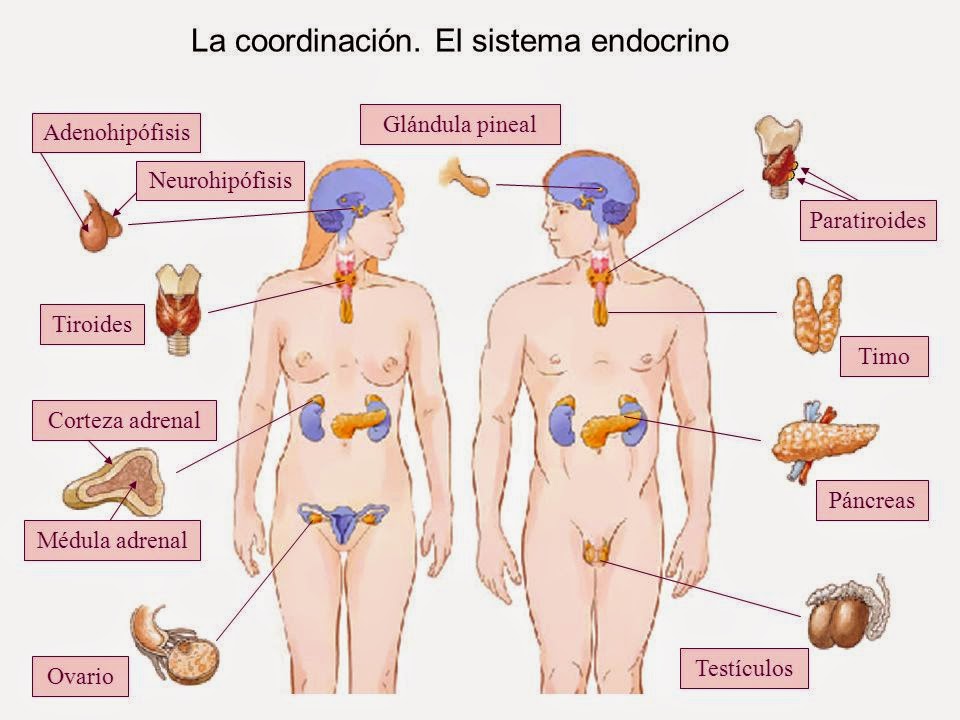 La coordinación. El sistema endocrino
Adenohipófisis
Glándula pineal
Neurohipófisis
Paratiroides
Tiroides
Timo
Corteza adrenal
Páncreas
Médula adrenal
Ovario
Testículos